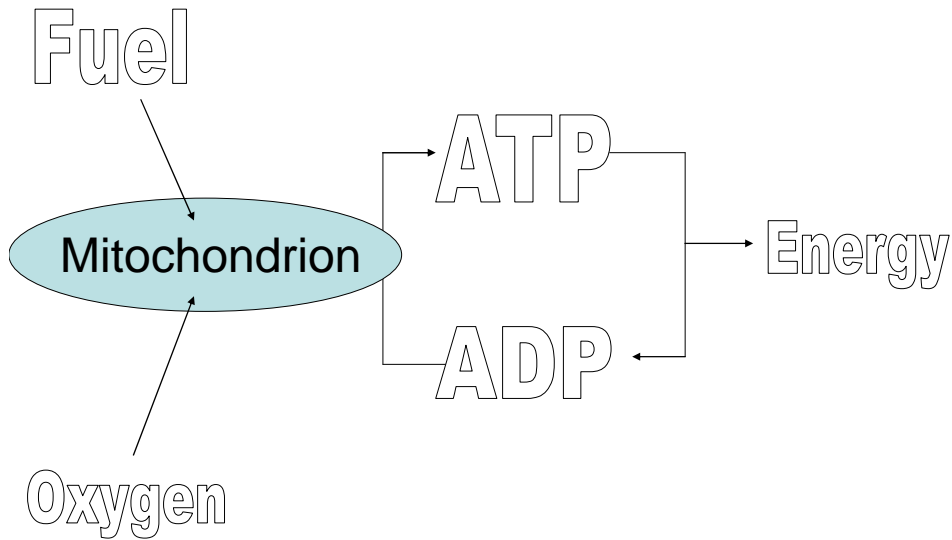 Fuel
ATP
Mitochondrion
Energy
ADP
Oxygen